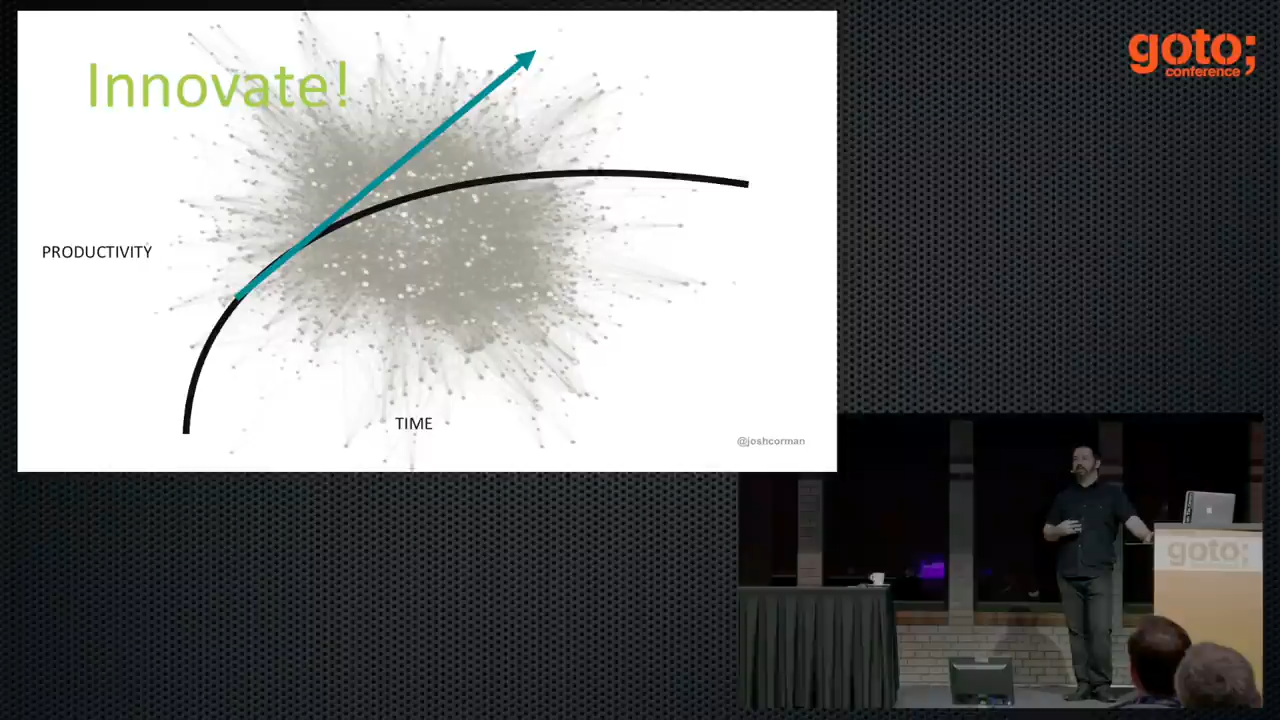 Innovate!
PRODUCTIVITY
TIME
@joshcorman
goto;
conference
goto;